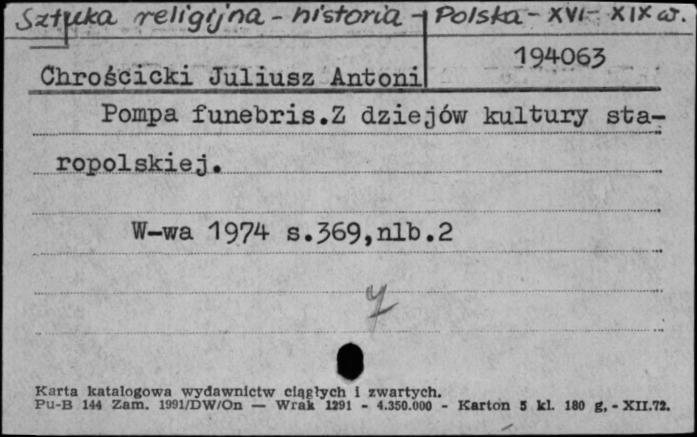 Sztuka religijna - historia - Polska - XVI - XIX w.
194063
Chrościcki Juliusz Antoni
Pompa funebris.Z dziejów kultury sta-
ropolskiej.
W-wa 1974 s.369,nlb.2
Karta katalogowa wydawnictw ciągłych i zwartych.
Pu-B 144 Zam. 1991/DW/On — Wrak 1291 - 4.350.000 - Karton 5 kl. 180 g. - XII.72.